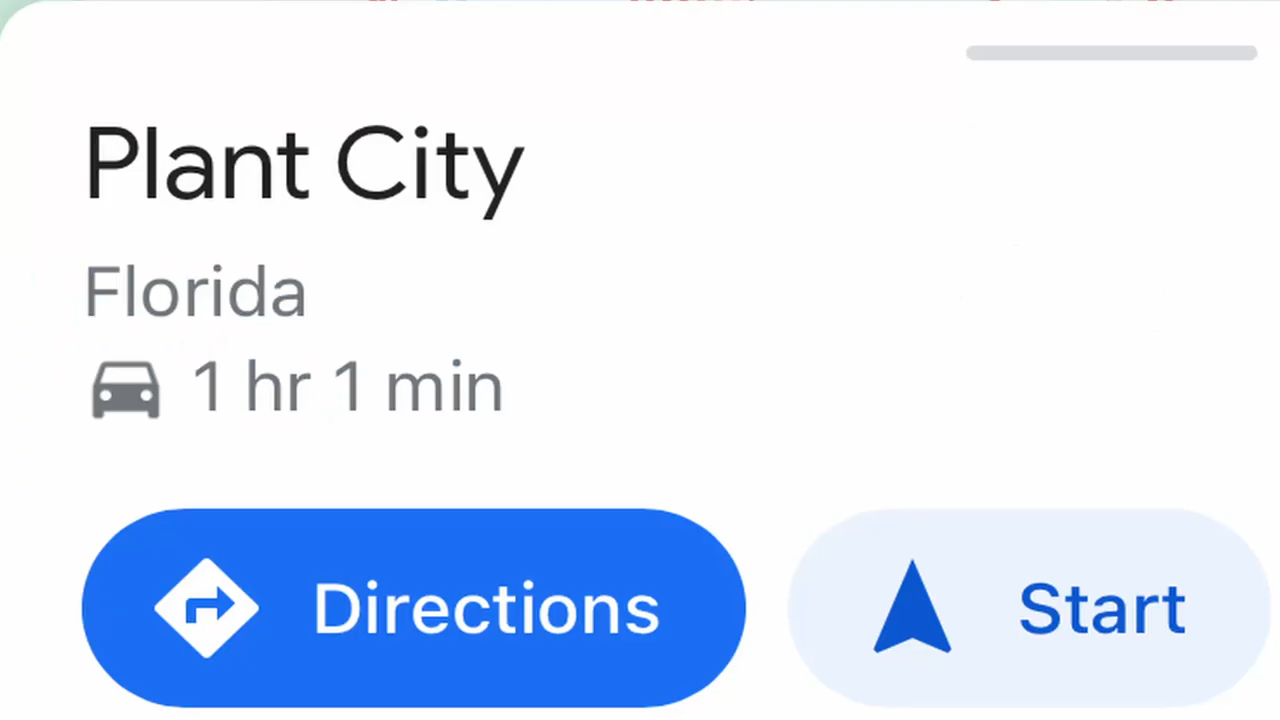 Plant City
Florida
1 hr 1 min
Directions
Start